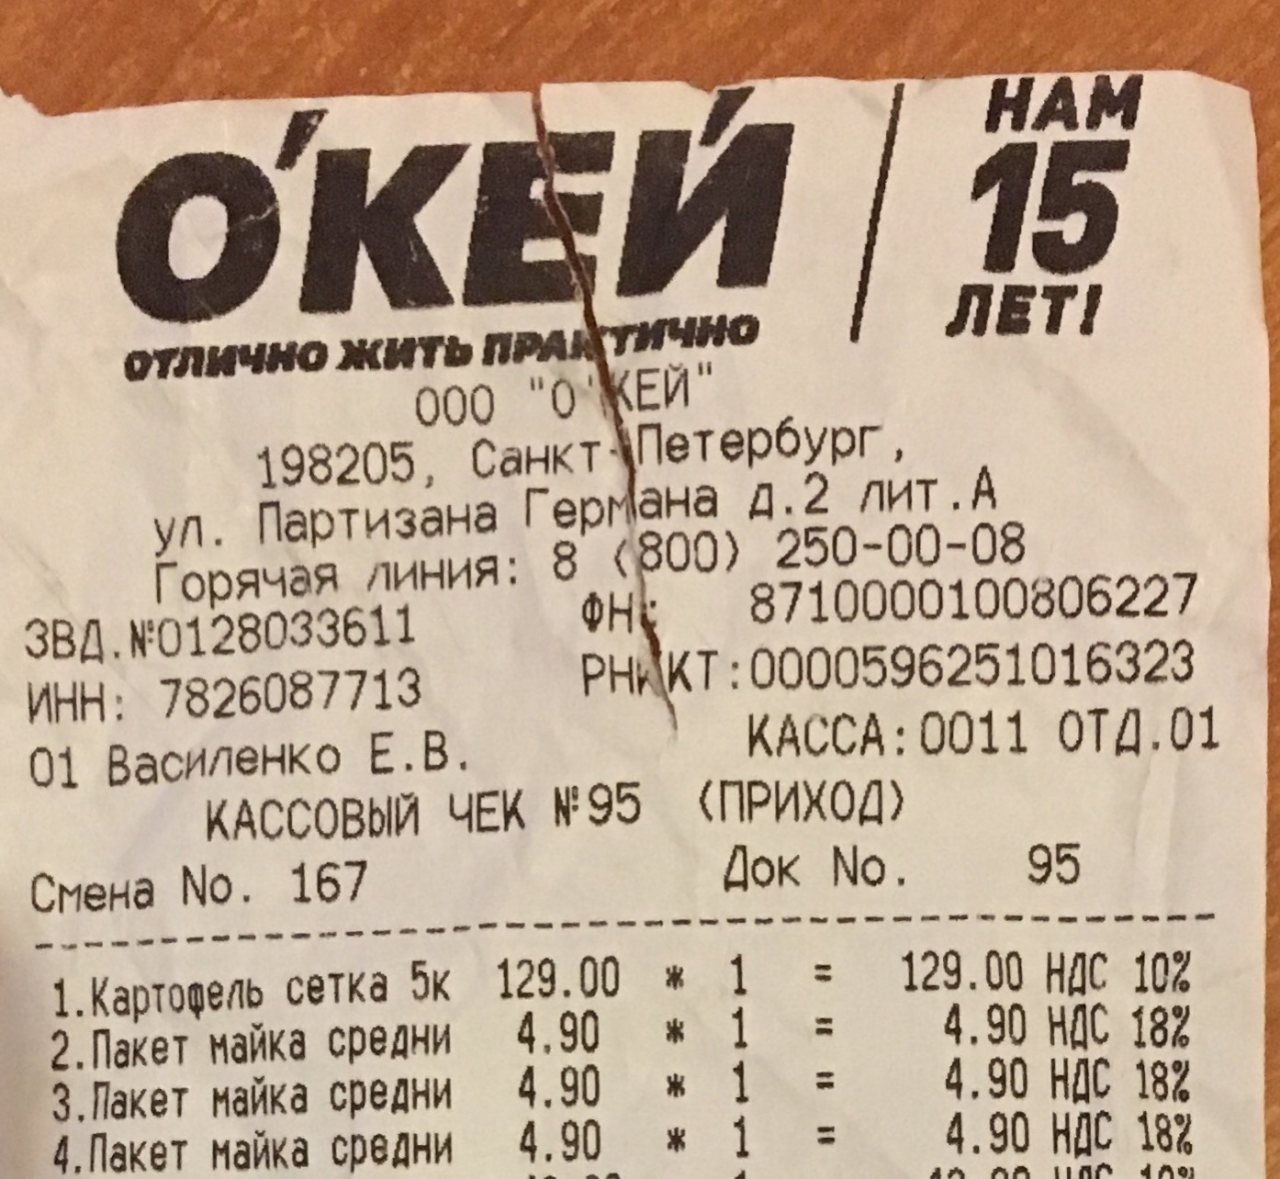 О'КЕЙ
ОТЛИЧНО ЖИТЬ ПРАКТИЧНО
НАМ
15
ЛЕТ!
ООО "О'КЕЙ"
198205, Санкт-Петербург,
ул. Партизана Германа д.2 лит.А
Горячая линия: 8 (800) 250-00-08
ЗВД.№0128033611 ФН: 8710000100806227
ИНН: 7826087713 РНККТ:0000596251016323
01 Василенко Е.В. КАССА:0011 ОТД.01
КАССОВЫЙ ЧЕК №95 (ПРИХОД)
Смена No. 167 Док No. 95
1.Картофель сетка 5к 129.00 * 1 = 129.00 НДС 10%
2.Пакет майка средни 4.90 * 1 = 4.90 НДС 18%
3.Пакет майка средни 4.90 * 1 = 4.90 НДС 18%
4.Пакет майка средни 4.90 * 1 = 4.90 НДС 18%